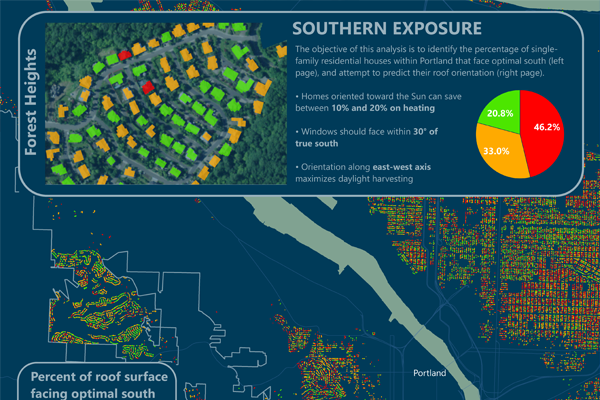 Forest Heights
SOUTHERN EXPOSURE
The objective of this analysis is to identify the percentage of single-
family residential houses within Portland that face optimal south (left
page), and attempt to predict their roof orientation (right page).
• Homes oriented toward the Sun can save
between 10% and 20% on heating
• Windows should face within 30° of
true south
• Orientation along east-west axis
maximizes daylight harvesting
20.8%
46.2%
33.0%
Portland
Percent of roof surface
facing optimal south